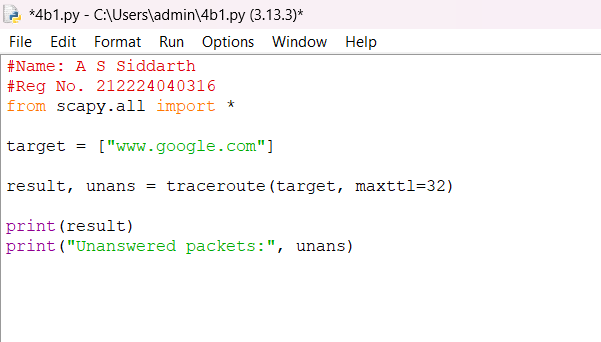 *4b1.py - C:\Users\admin\4b1.py (3.13.3)*
File Edit Format Run Options Window Help
#Name: A S Siddarth
#Reg No. 212224040316
from scapy.all import *
target = ["www.google.com"]
result, unans = traceroute(target, maxttl=32)
print(result)
print("Unanswered packets:", unans)